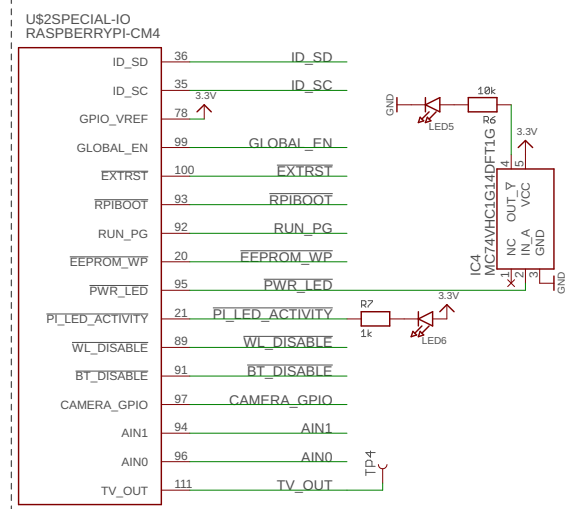 U$2SPECIAL-IO
RASPBERRYPI-CM4
ID_SD 36 ID_SD
ID_SC 35 ID_SC
3.3V
GPIO_VREF 78
GLOBAL_EN 99 GLOBAL_EN
EXTRST 100 EXTRST
RPIBOOT 93 RPIBOOT
RUN_PG 92 RUN_PG
EEPROM_WP 20 EEPROM_WP
PWR_LED 95 PWR_LED
PI_LED_ACTIVITY 21 PI_LED_ACTIVITY
WL_DISABLE 89 WL_DISABLE
BT_DISABLE 91 BT_DISABLE
CAMERA_GPIO 97 CAMERA_GPIO
AIN1 94 AIN1
AIN0 96 AIN0
TV_OUT 111 TV_OUT
TP4
GND
LED5
10k
R6
3.3V
4 5
OUT_Y VCC
NC IN_A GND
1 2 3
IC4
MC74VHC1G14DFT1G
GND
R7
1k
3.3V
LED6